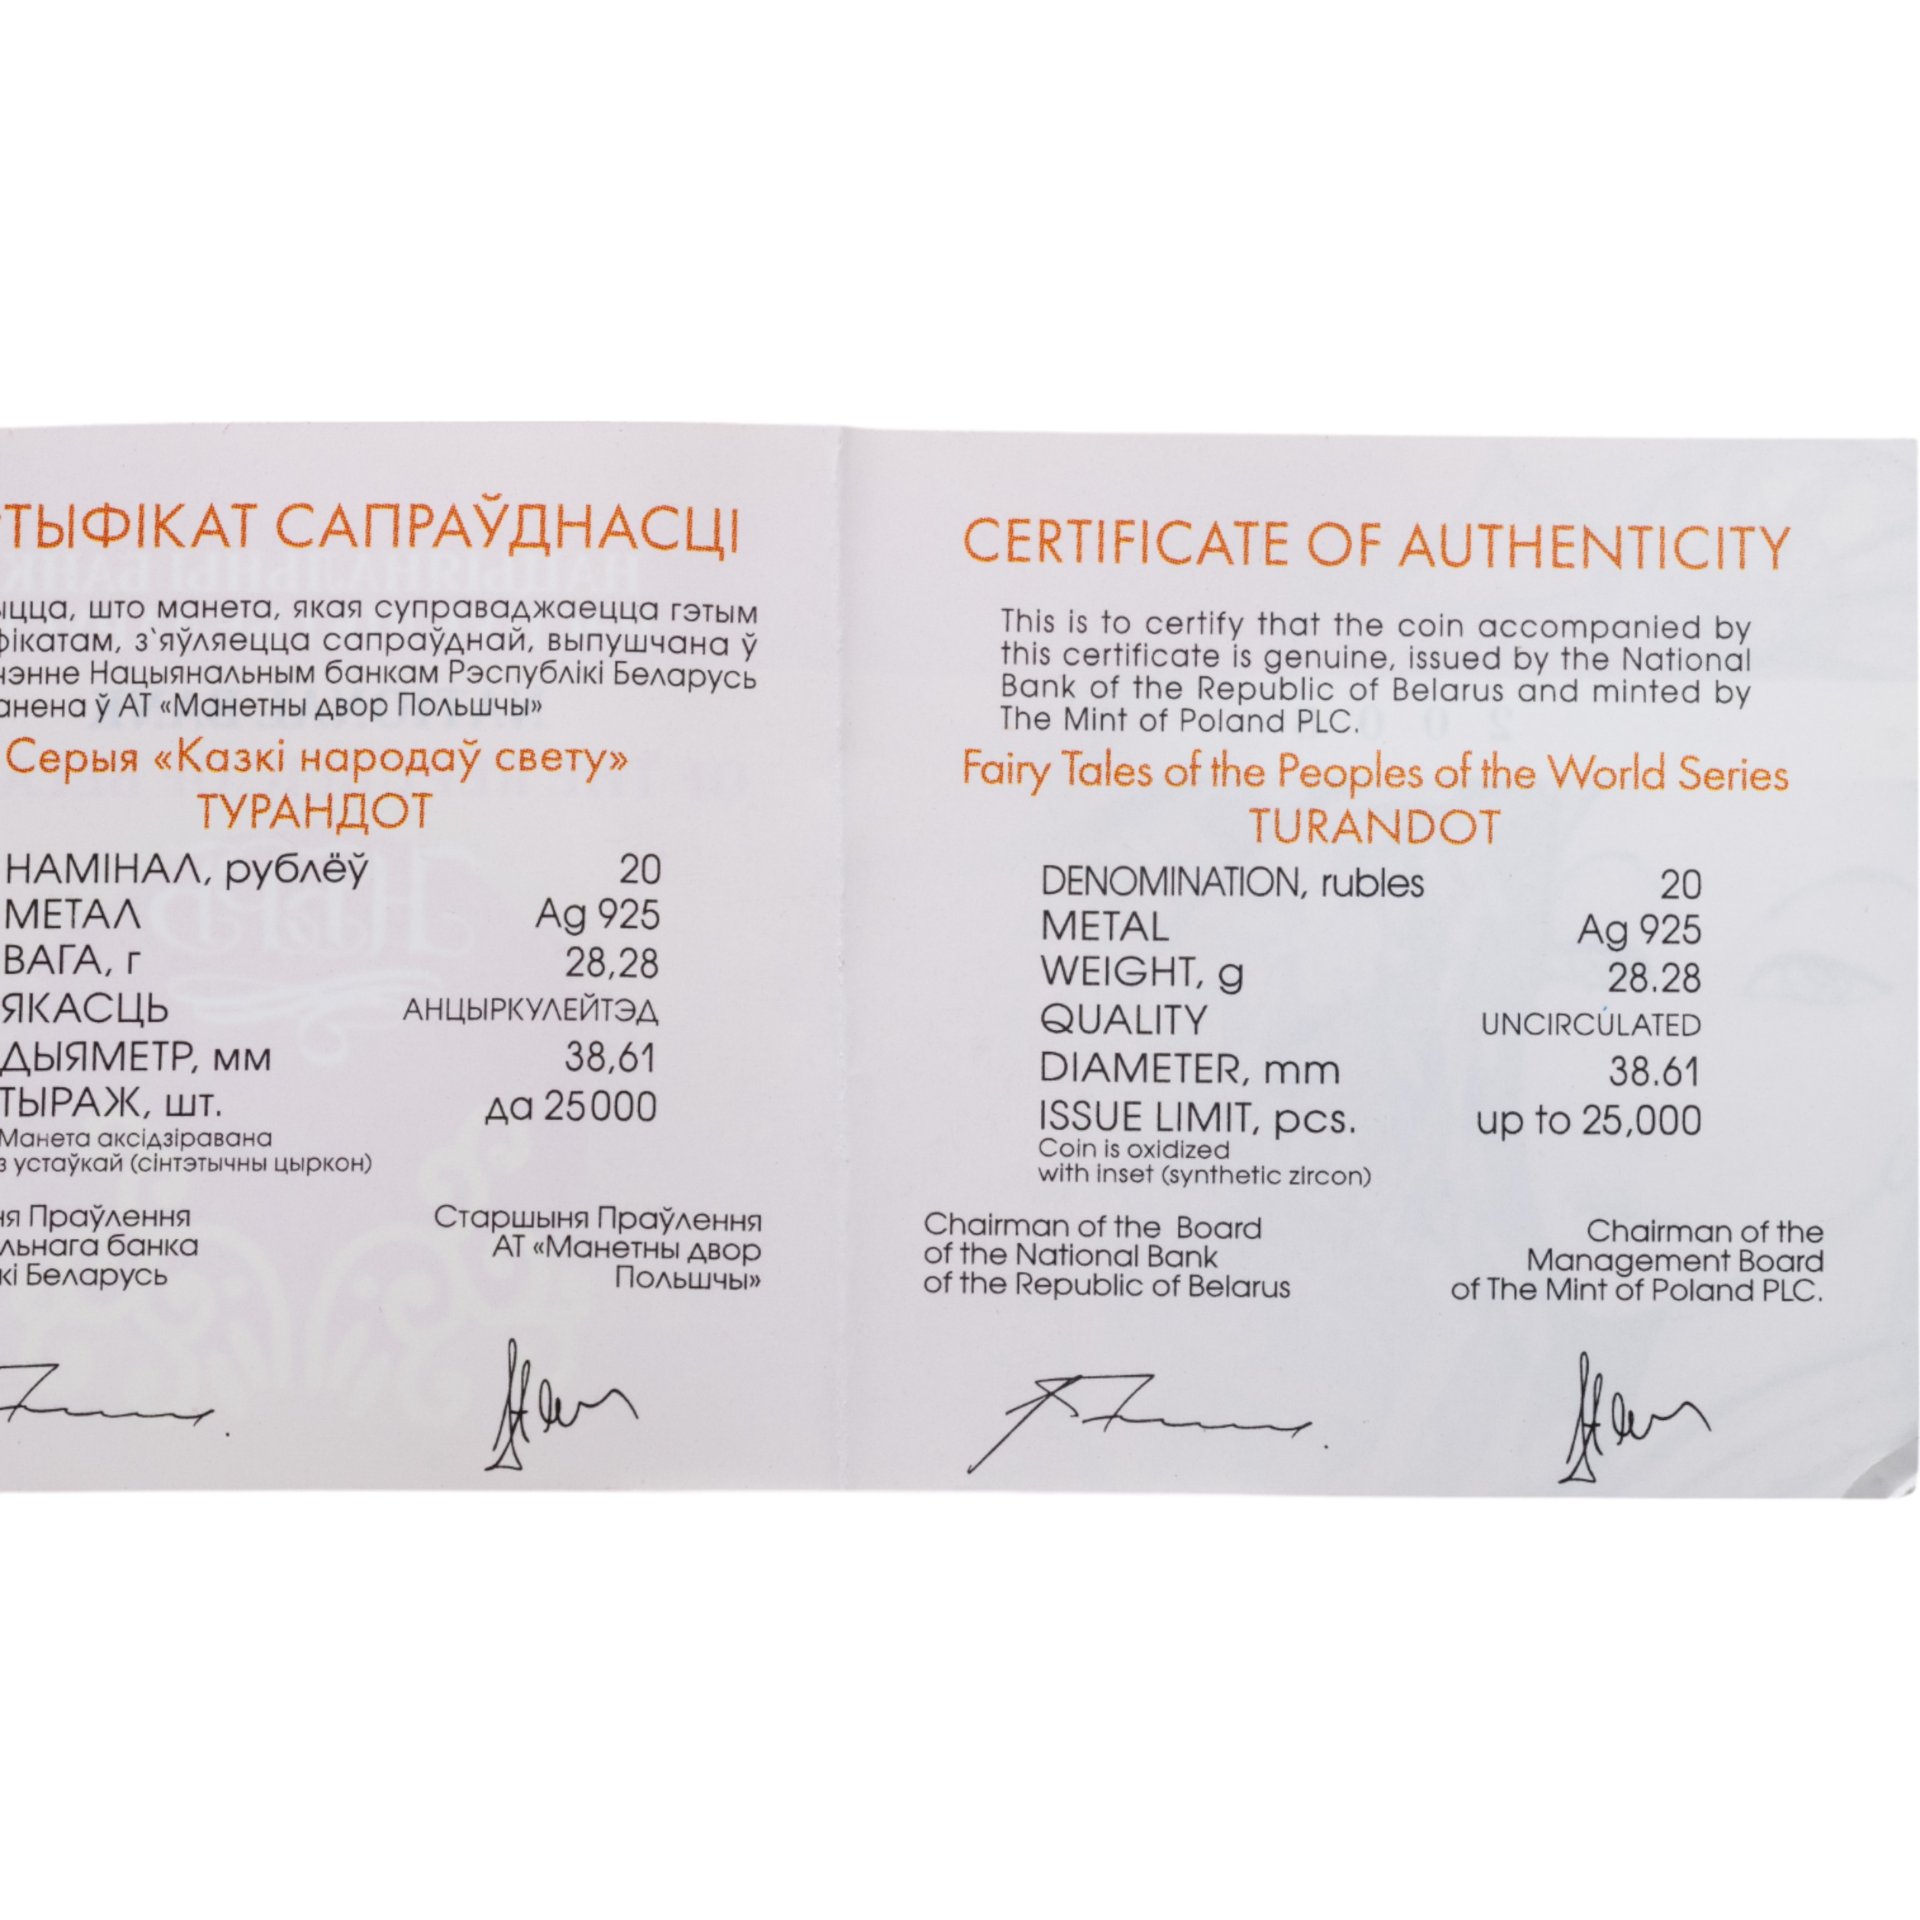 ТЫФІКАТ САПРАЎДНАСЦІ
ыцца, што манета, якая суправаджаецца гэтым
фікатам, з`яўляецца сапраўднай, выпушчана ў
нэнне Нацыянальным банкам Рэспублікі Беларусь
анена ў АТ «Манетны двор Польшчы»
Серыя «Казкі народаў свету»
ТУРАНДОТ
НАМІНАЛ, рублёў 20
МЕТАЛ Ag 925
ВАГА, г 28,28
ЯКАСЦЬ АНЦЫРКУЛЕЙТЭД
ДЫЯМЕТР, мм 38,61
ТЫРАЖ, шт. да 25000
Манета аксідзіравана
з устаўкай (сінтэтычны цыркон)
ня Праўлення
льнага банка
кі Беларусь
Старшыня Праўлення
АТ «Манетны двор
Польшчы»
CERTIFICATE OF AUTHENTICITY
This is to certify that the coin accompanied by
this certificate is genuine, issued by the National
Bank of the Republic of Belarus and minted by
The Mint of Poland PLC.
Fairy Tales of the Peoples of the World Series
TURANDOT
DENOMINATION, rubles 20
METAL Ag 925
WEIGHT, g 28.28
QUALITY UNCIRCULATED
DIAMETER, mm 38.61
ISSUE LIMIT, pcs. up to 25,000
Coin is oxidized
with inset (synthetic zircon)
Chairman of the Board
of the National Bank
of the Republic of Belarus
Chairman of the
Management Board
of The Mint of Poland PLC.